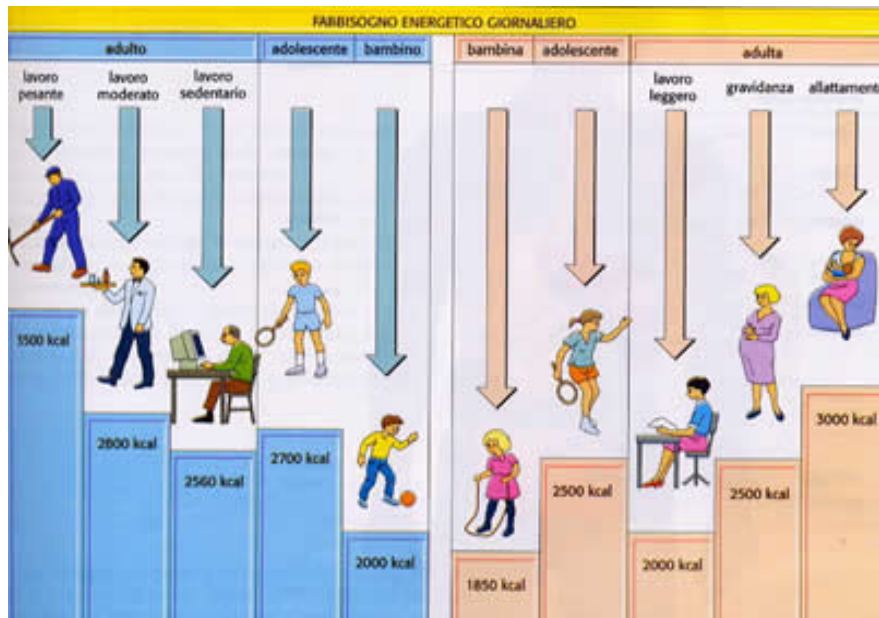 FABBISOGNO ENERGETICO GIORNALIERO
adulto
adolescente
bambino
bambina
adolescente
adulta
lavoro
pesante
lavoro
moderato
lavoro
sedentario
lavoro
leggero
gravidanza
allattament
3500 kcal
2800 kcal
2560 kcal
2700 kcal
2000 kcal
1850 kcal
2500 kcal
2000 kcal
2500 kcal
3000 kcal